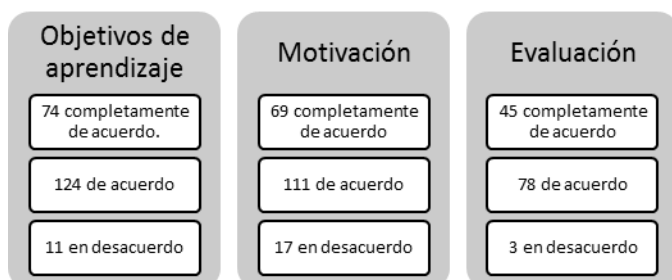 Objetivos de
aprendizaje
74 completamente
de acuerdo.
124 de acuerdo
11 en desacuerdo
Motivación
69 completamente
de acuerdo
111 de acuerdo
17 en desacuerdo
Evaluación
45 completamente
de acuerdo
78 de acuerdo
3 en desacuerdo